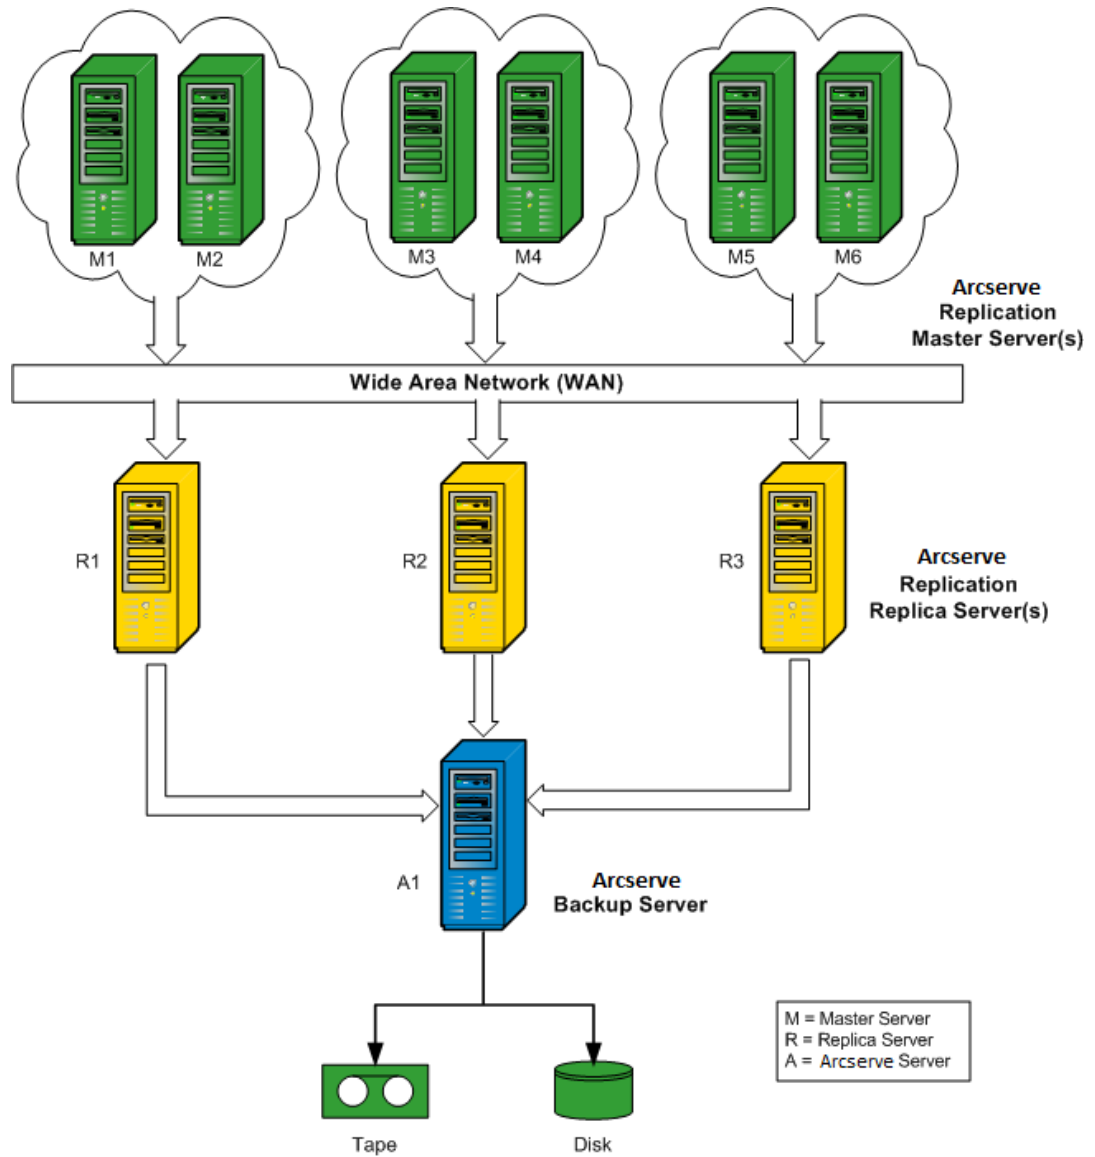 M1
M2
M3
M4
M5
M6
Arcserve
Replication
Master Server(s)
Wide Area Network (WAN)
R1
R2
R3
Arcserve
Replication
Replica Server(s)
A1
Arcserve
Backup Server
M = Master Server
R = Replica Server
A = Arcserve Server
Tape
Disk